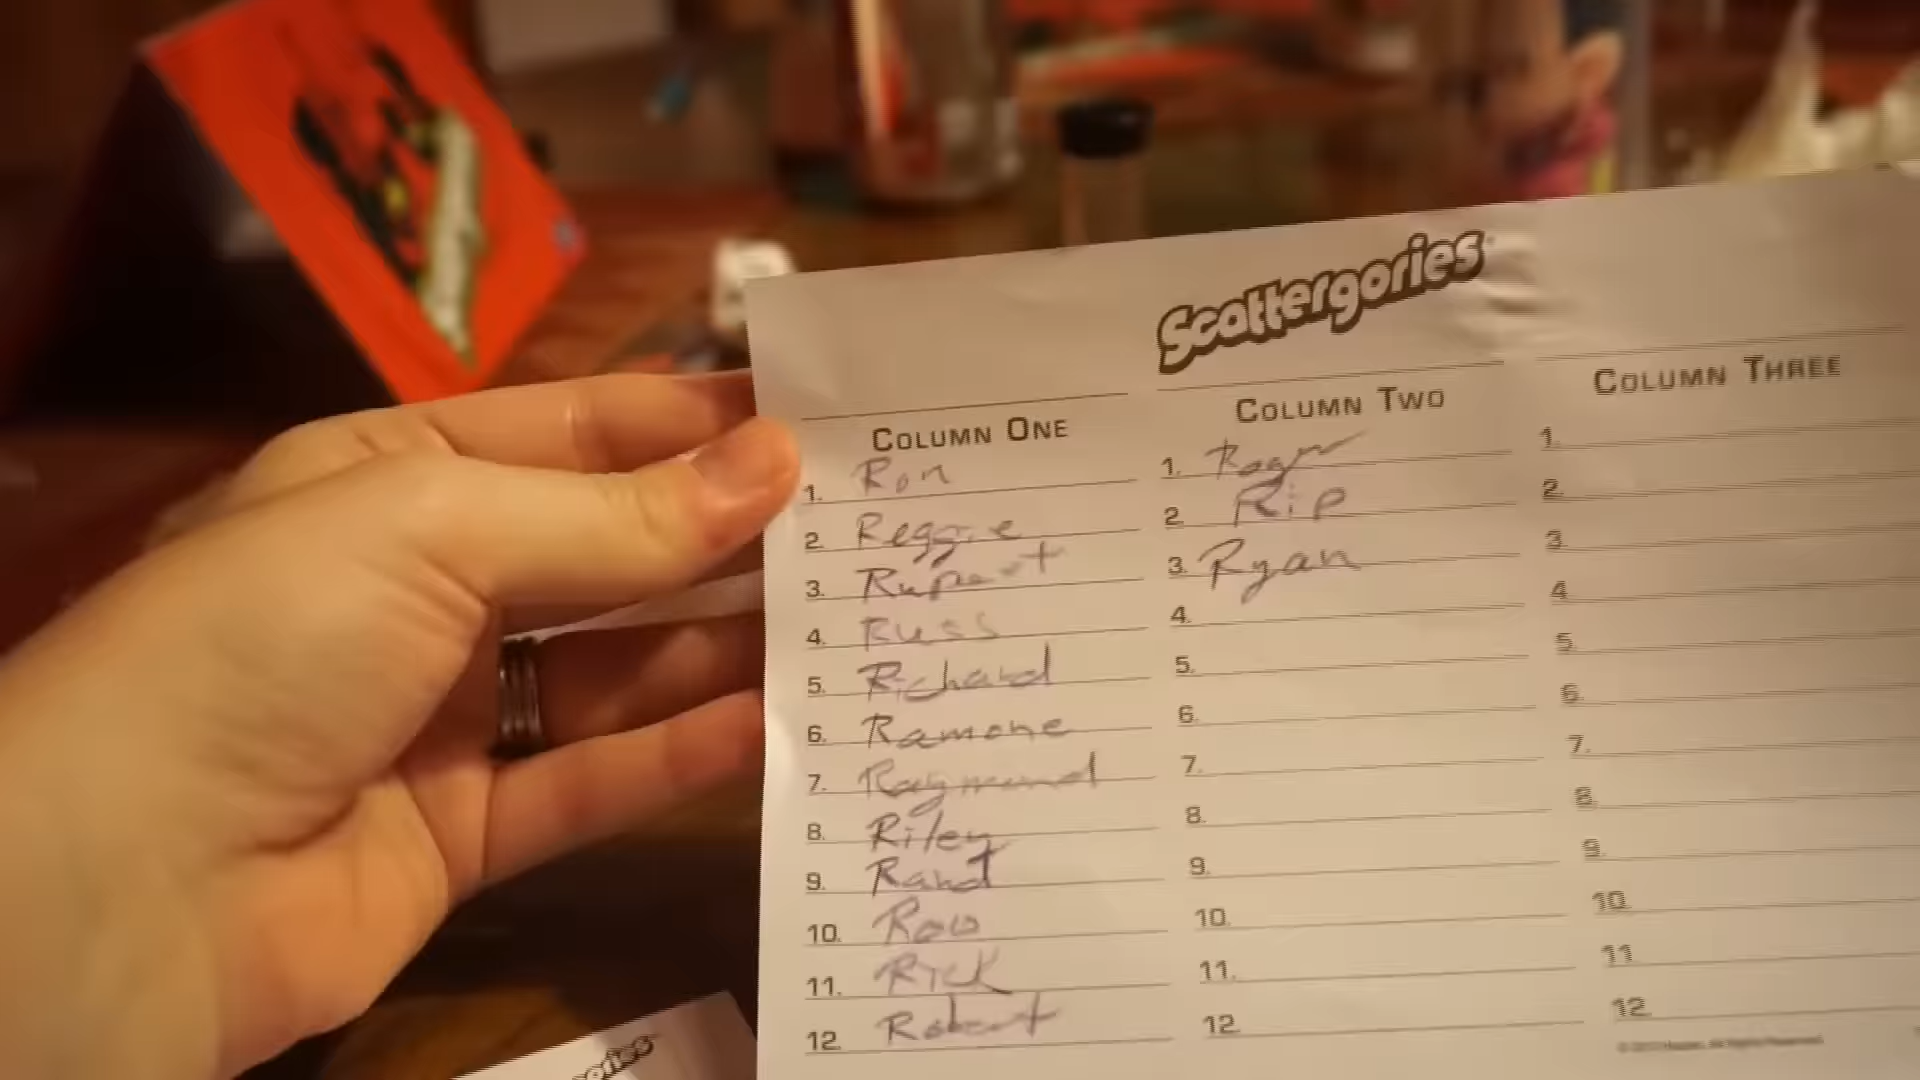 Scattergories
COLUMN ONE
1. Ron
2. Reggie
3. Rupert
4. Russ
5. Richard
6. Ramone
7. Raymond
8. Riley
9. Rand
10.
11. Rick
12. Robert
COLUMN TWO
1. Roger
2. Rip
3. Ryan
4.
5.
6.
7.
8.
9.
10.
11.
12.
COLUMN THREE
1.
2.
3.
4.
5.
6.
7.
8.
9.
10.
11.
12.
ories